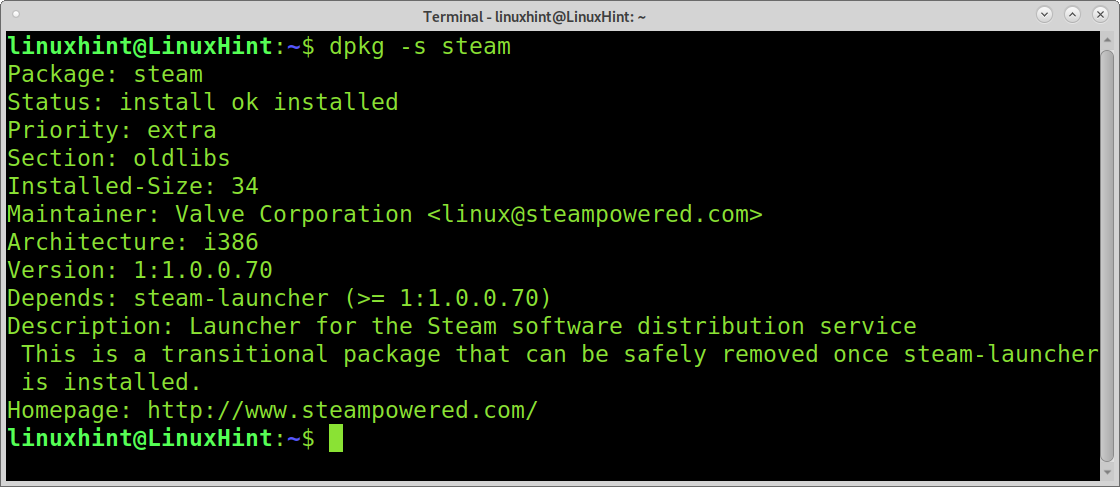 Terminal - linuxhint@LinuxHint: ~
linuxhint@LinuxHint:~$ dpkg -s steam
Package: steam
Status: install ok installed
Priority: extra
Section: oldlibs
Installed-Size: 34
Maintainer: Valve Corporation <linux@steampowered.com>
Architecture: i386
Version: 1:1.0.0.70
Depends: steam-launcher (>= 1:1.0.0.70)
Description: Launcher for the Steam software distribution service
 This is a transitional package that can be safely removed once steam-launcher
 is installed.
Homepage: http://www.steampowered.com/
linuxhint@LinuxHint:~$